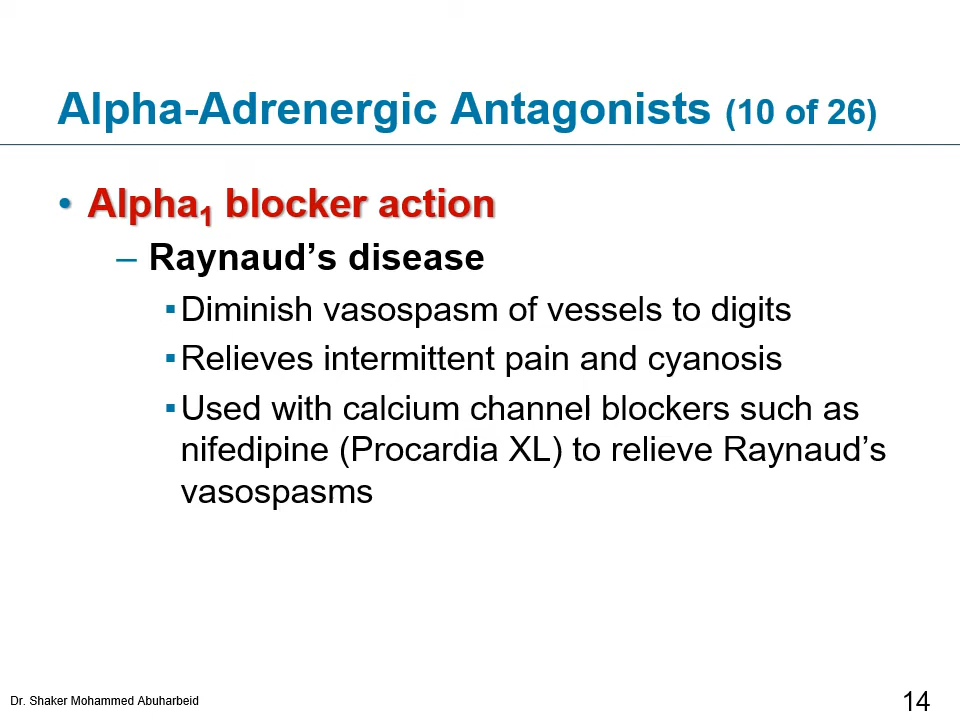 Alpha-Adrenergic Antagonists (10 of 26)
• Alpha₁ blocker action
– Raynaud’s disease
▪Diminish vasospasm of vessels to digits
▪Relieves intermittent pain and cyanosis
▪Used with calcium channel blockers such as
nifedipine (Procardia XL) to relieve Raynaud’s
vasospasms
Dr. Shaker Mohammed Abuharbeid
14